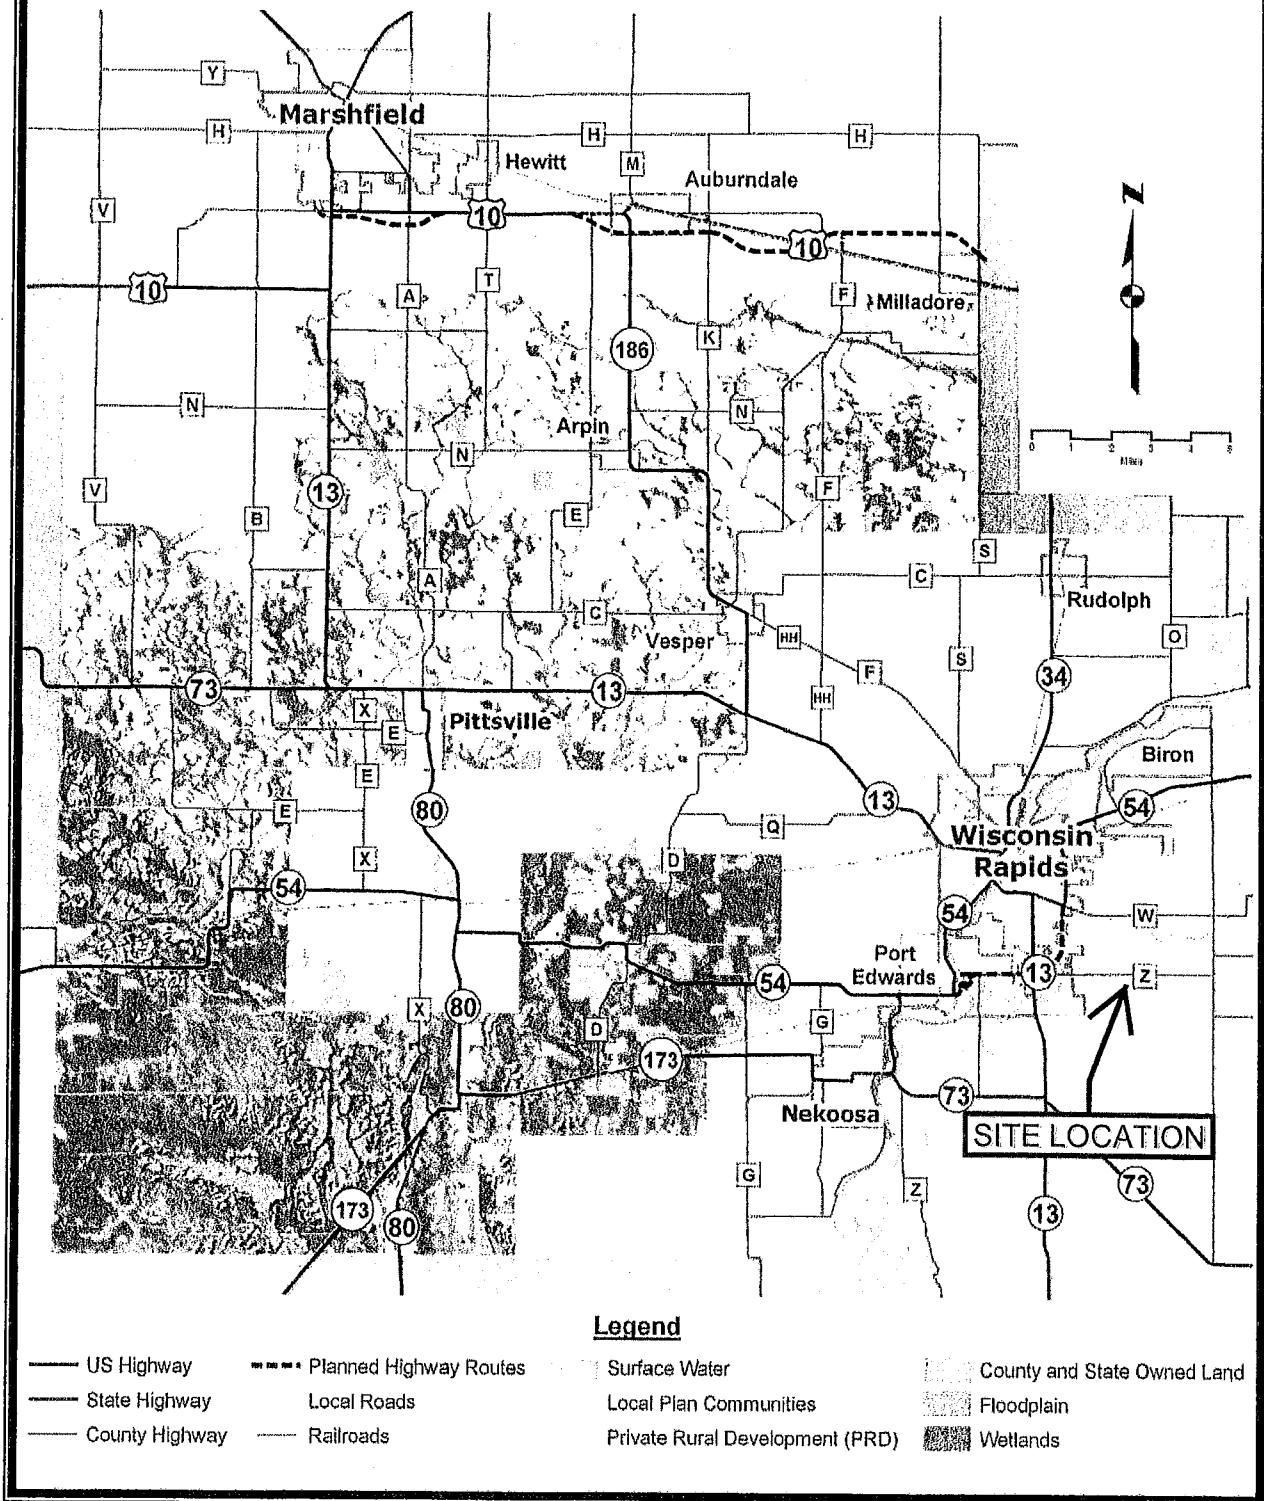 Y
Marshfield
H
H
H
Hewitt
M
Auburndale
V
10
10
N
10
A
T
F
Milladore
186
K
N
N
Arpin
N
V
13
F
B
E
S
C
A
Rudolph
C
Vesper
HH
O
S
F
34
73
13
X
Pittsville
HH
E
Biron
E
80
13
54
E
Q
Wisconsin
Rapids
X
D
54
54
W
Port
Edwards
54
13
Z
X
80
D
G
173
73
Nekoosa
SITE LOCATION
G
Z
73
173
80
13
Legend
US Highway
Planned Highway Routes
Surface Water
County and State Owned Land
State Highway
Local Roads
Local Plan Communities
Floodplain
County Highway
Railroads
Private Rural Development (PRD)
Wetlands